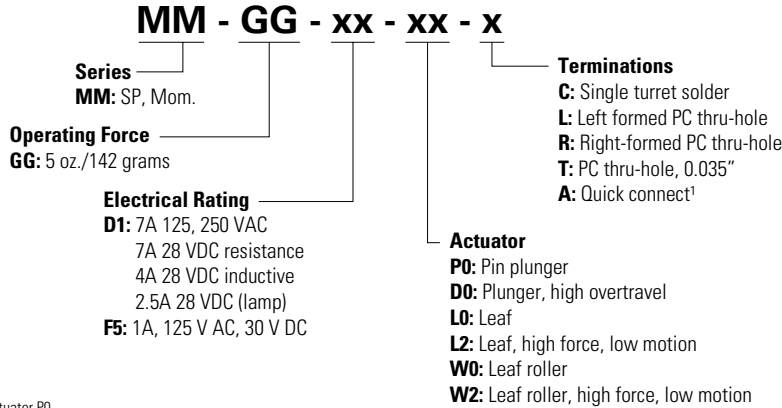 MM - GG - xx - xx - x
Series
MM: SP, Mom.
Operating Force
GG: 5 oz./142 grams
Electrical Rating
D1: 7A 125, 250 VAC
7A 28 VDC resistance
4A 28 VDC inductive
2.5A 28 VDC (lamp)
F5: 1A, 125 V AC, 30 V DC
Terminations
C: Single turret solder
L: Left formed PC thru-hole
R: Right-formed PC thru-hole
T: PC thru-hole, 0.035”
A: Quick connect¹
Actuator
P0: Pin plunger
D0: Plunger, high overtravel
L0: Leaf
L2: Leaf, high force, low motion
W0: Leaf roller
W2: Leaf roller, high force, low motion
P0